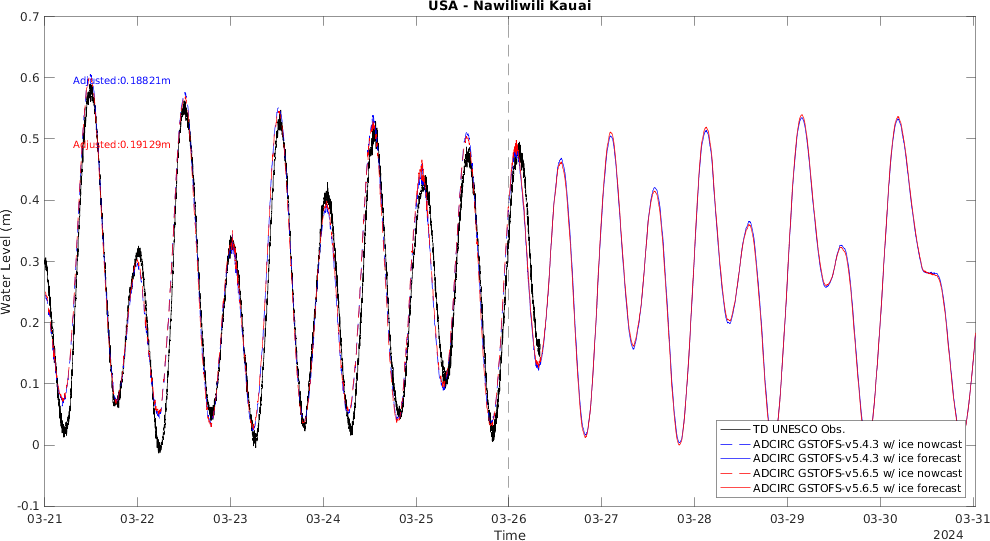 USA - Nawiliwili Kauai
0.7
0.6
0.5
0.4
0.3
0.2
0.1
0
-0.1
Water Level (m)
Adjusted:0.18821m
Adjusted:0.19129m
TD UNESCO Obs.
ADCIRC GSTOFS-v5.4.3 w/ ice nowcast
ADCIRC GSTOFS-v5.4.3 w/ ice forecast
ADCIRC GSTOFS-v5.6.5 w/ ice nowcast
ADCIRC GSTOFS-v5.6.5 w/ ice forecast
03-21 03-22 03-23 03-24 03-25 03-26 03-27 03-28 03-29 03-30 03-31
Time
2024